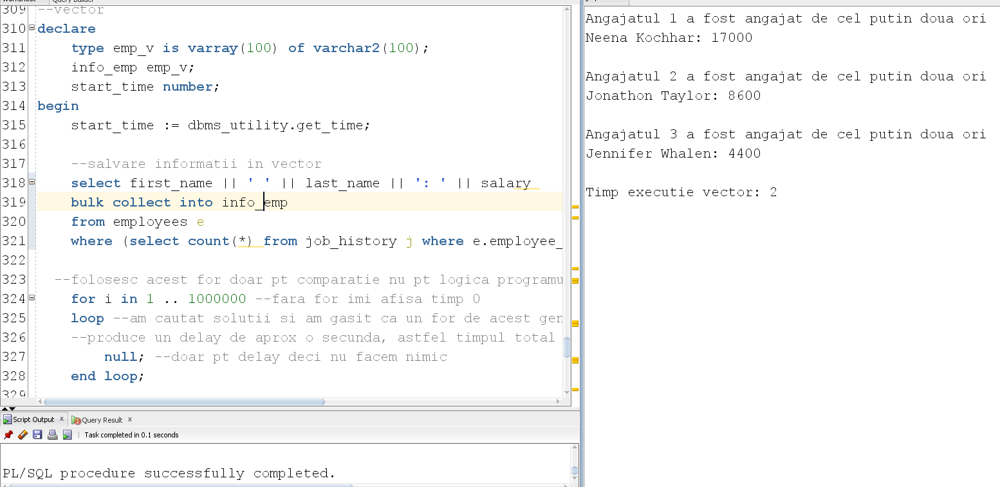 Worksheet Query Builder
309 --vector
310 declare
311 type emp_v is varray(100) of varchar2(100);
312 info_emp emp_v;
313 start_time number;
314 begin
315 start_time := dbms_utility.get_time;
316
317 --salvare informatii in vector
318 select first_name || ' ' || last_name || ': ' || salary
319 bulk collect into info_emp
320 from employees e
321 where (select count(*) from job_history j where e.employee_
322
323 --folosesc acest for doar pt comparatie nu pt logica programu
324 for i in 1 .. 1000000 --fara for imi afisa timp 0
325 loop --am cautat solutii si am gasit ca un for de acest gen
326 --produce un delay de aprox o secunda, astfel timpul total
327 null; --doar pt delay deci nu facem nimic
328 end loop;
329
Script Output x Query Result x
Task completed in 0.1 seconds
PL/SQL procedure successfully completed.
Angajatul 1 a fost angajat de cel putin doua ori
Neena Kochhar: 17000
Angajatul 2 a fost angajat de cel putin doua ori
Jonathon Taylor: 8600
Angajatul 3 a fost angajat de cel putin doua ori
Jennifer Whalen: 4400
Timp executie vector: 2